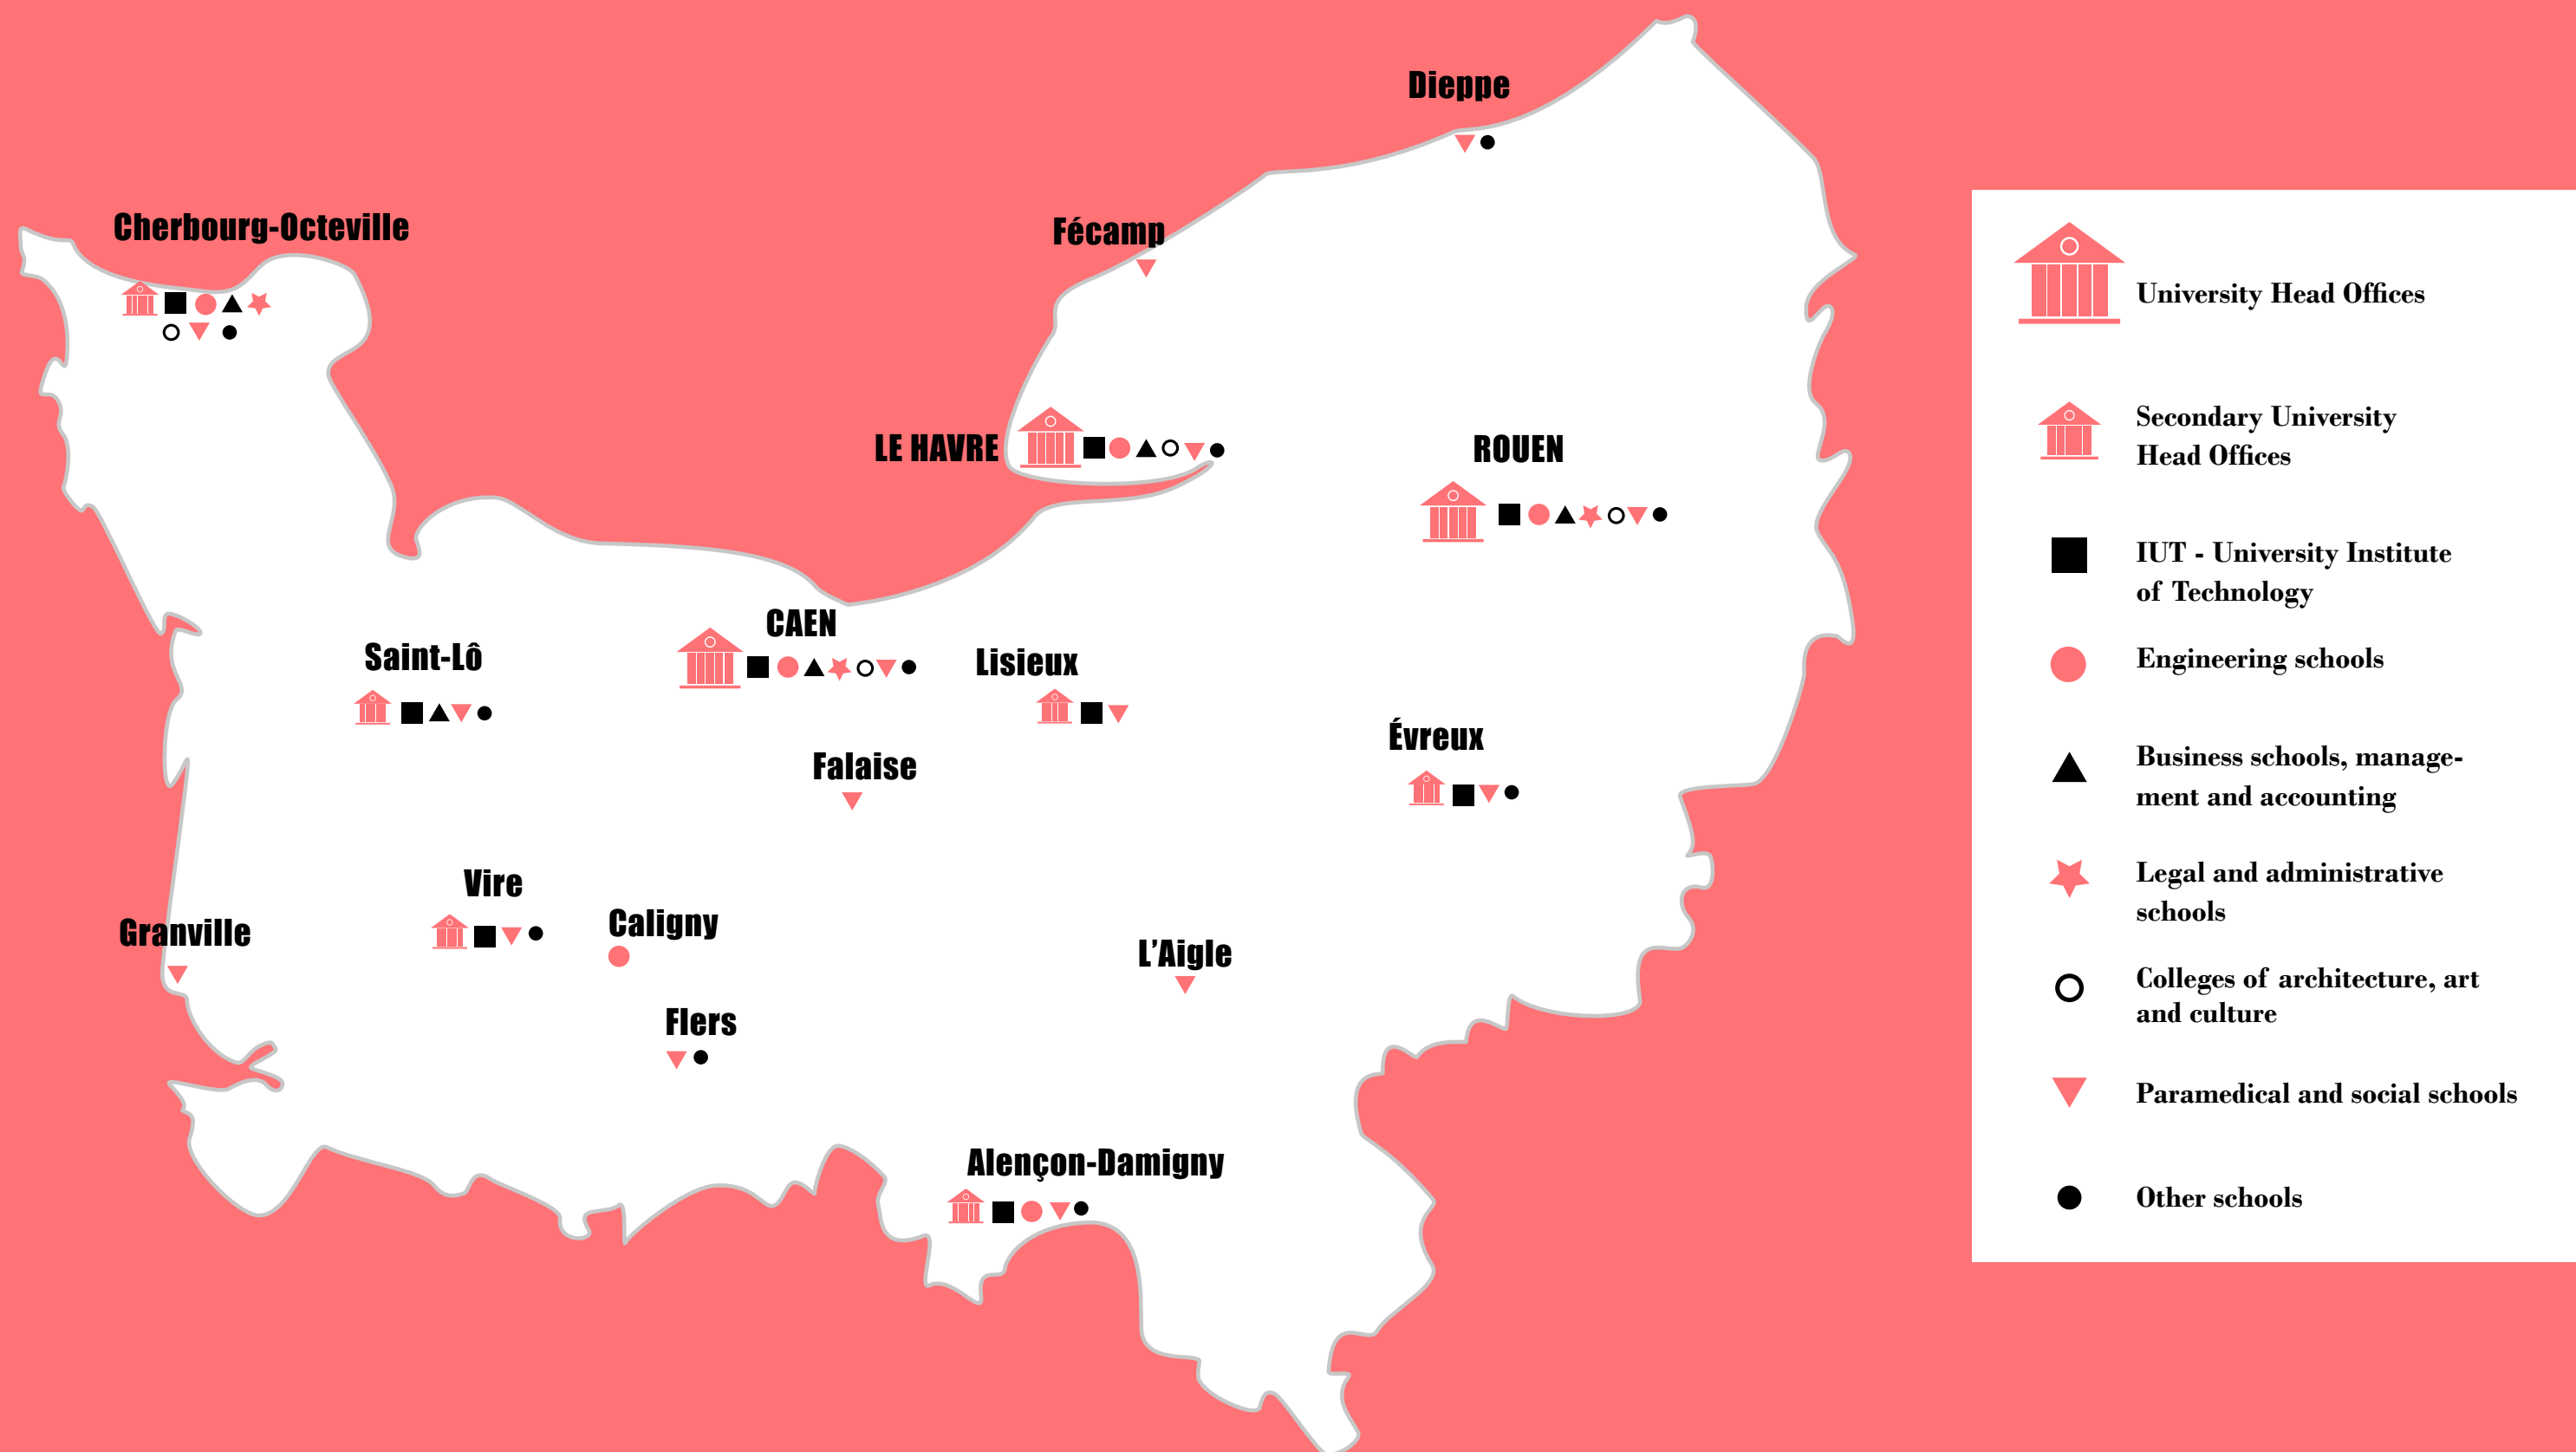 Dieppe
Cherbourg-Octeville
Fécamp
LE HAVRE
ROUEN
CAEN
Saint-Lô
Lisieux
Évreux
Falaise
Vire
Caligny
Granville
L’Aigle
Flers
Alençon-Damigny
University Head Offices
Secondary University
Head Offices
IUT - University Institute
of Technology
Engineering schools
Business schools, manage-
ment and accounting
Legal and administrative
schools
Colleges of architecture, art
and culture
Paramedical and social schools
Other schools